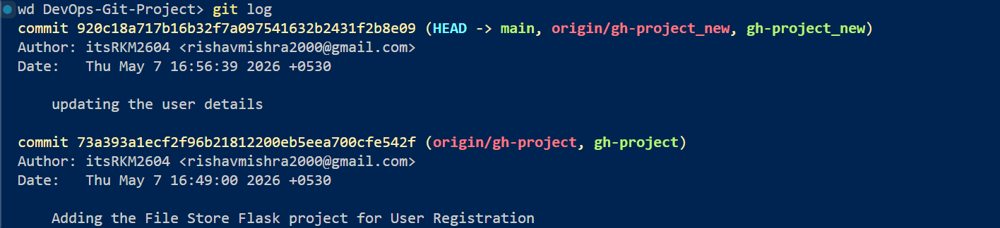 wd DevOps-Git-Project> git log
commit 920c18a717b16b32f7a097541632b2431f2b8e09 (HEAD -> main, origin/gh-project_new, gh-project_new)
Author: itsRKM2604 <rishavmishra2000@gmail.com>
Date:   Thu May 7 16:56:39 2026 +0530
    updating the user details
commit 73a393a1ecf2f96b21812200eb5eea700cfe542f (origin/gh-project, gh-project)
Author: itsRKM2604 <rishavmishra2000@gmail.com>
Date:   Thu May 7 16:49:00 2026 +0530
    Adding the File Store Flask project for User Registration